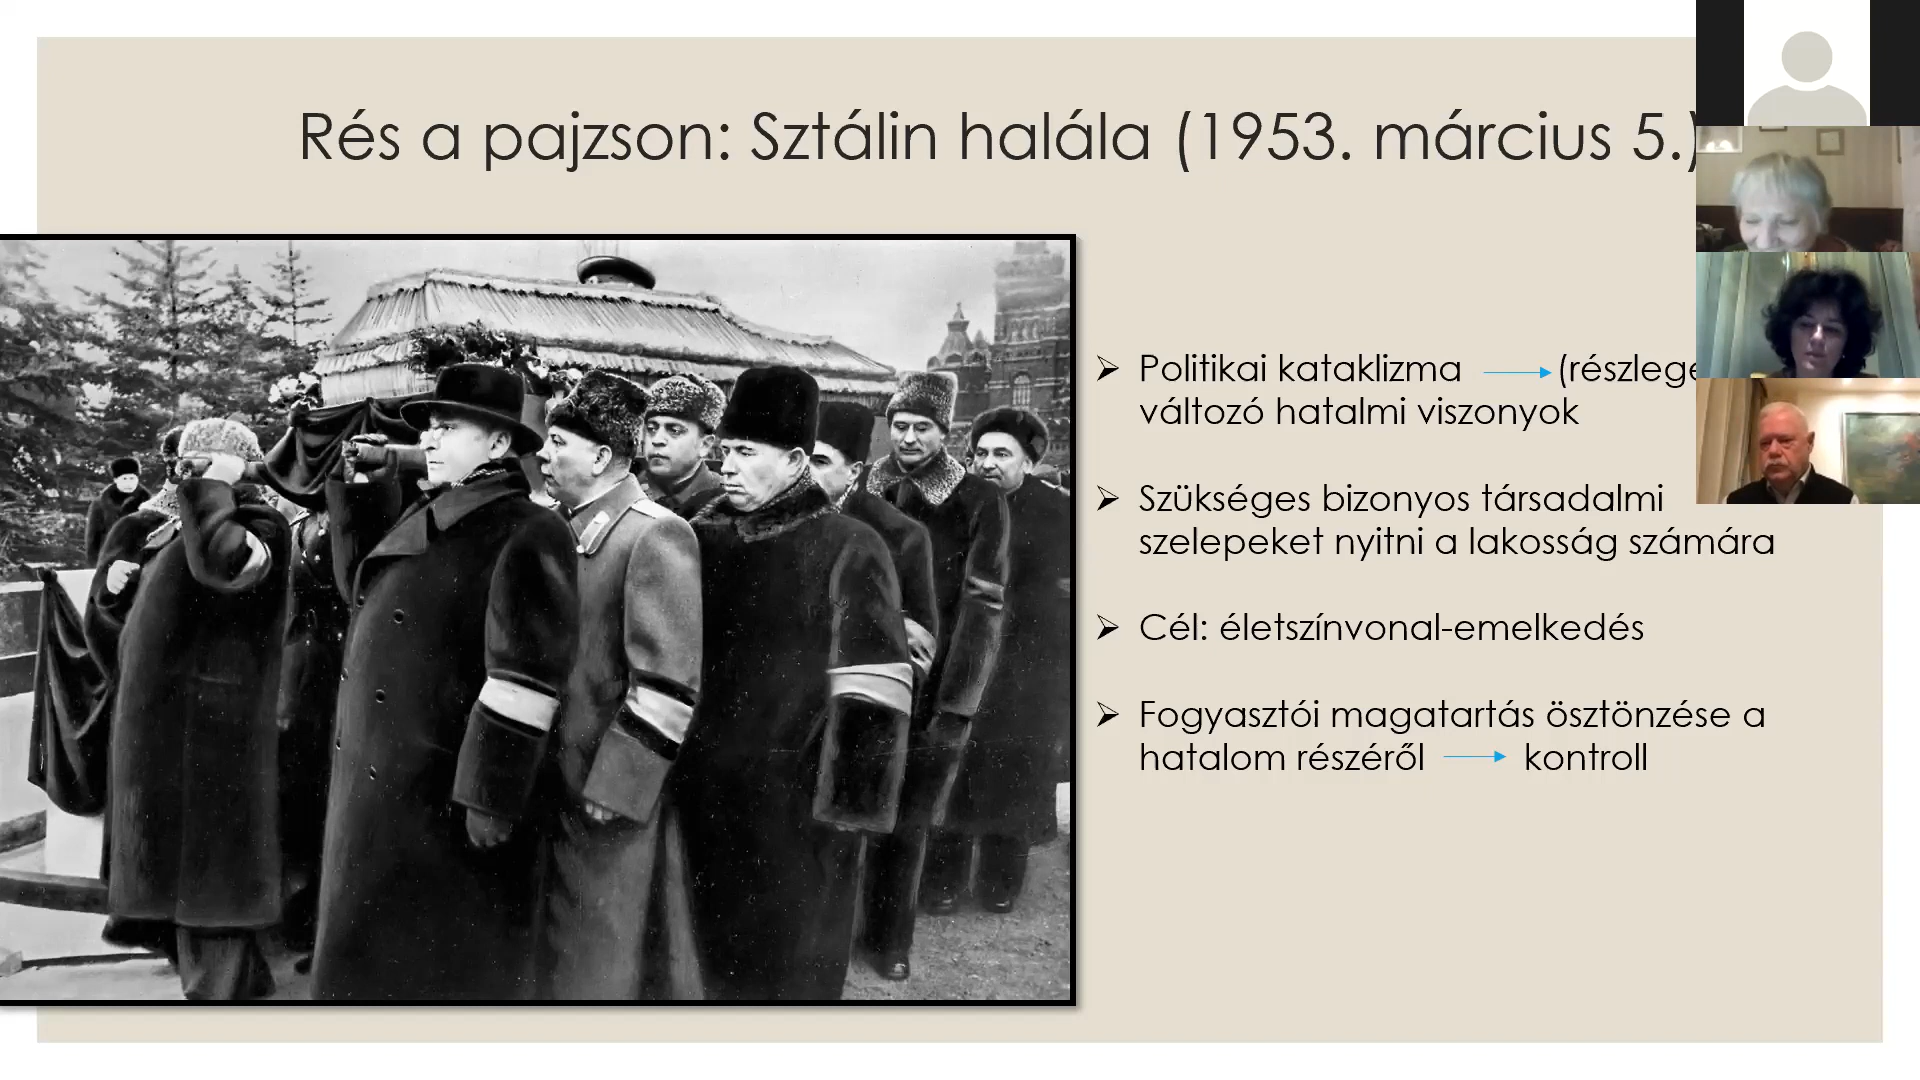 Rés a pajzson: Sztálin halála (1953. március 5.)
➢ Politikai kataklizma → 
változó hatalmi viszonyok
➢ Szükséges bizonyos társadalmi
szelepeket nyitni a lakosság számára
➢ Cél: életszínvonal-emelkedés
➢ Fogyasztói magatartás ösztönzése a
hatalom részéről → kontroll